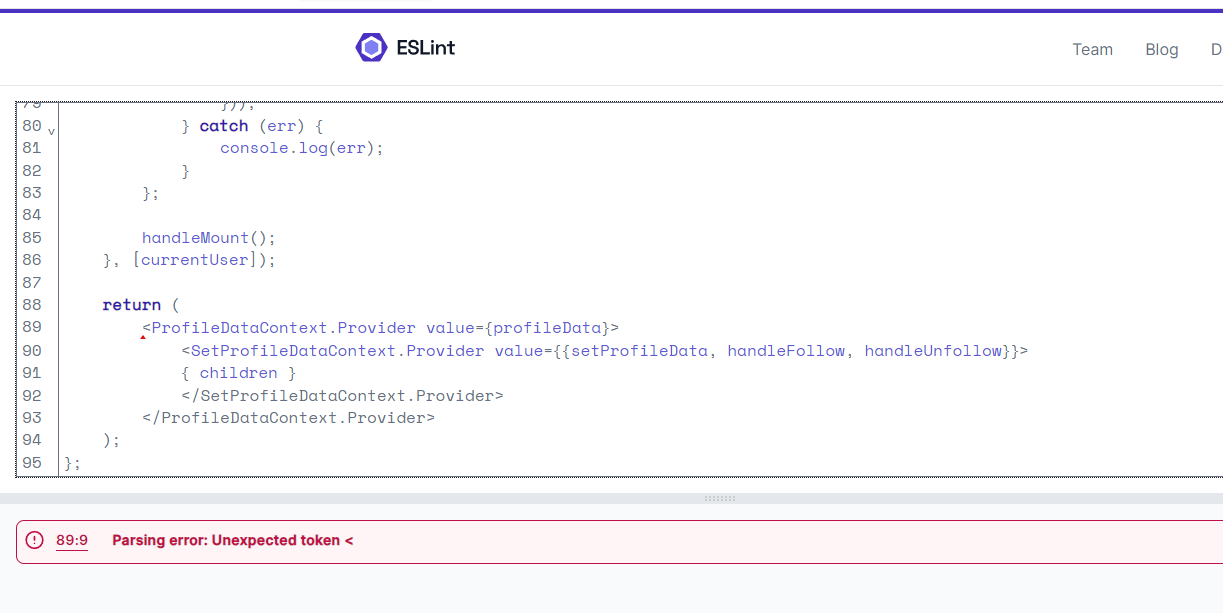 ESLint
Team Blog D
79 }));
80 v } catch (err) {
81 console.log(err);
82 }
83 };
84
85 handleMount();
86 }, [currentUser]);
87
88 return (
89 <ProfileDataContext.Provider value={profileData}>
90 <SetProfileDataContext.Provider value={{setProfileData, handleFollow, handleUnfollow}}>
91 { children }
92 </SetProfileDataContext.Provider>
93 </ProfileDataContext.Provider>
94 );
95 };
89:9 Parsing error: Unexpected token <